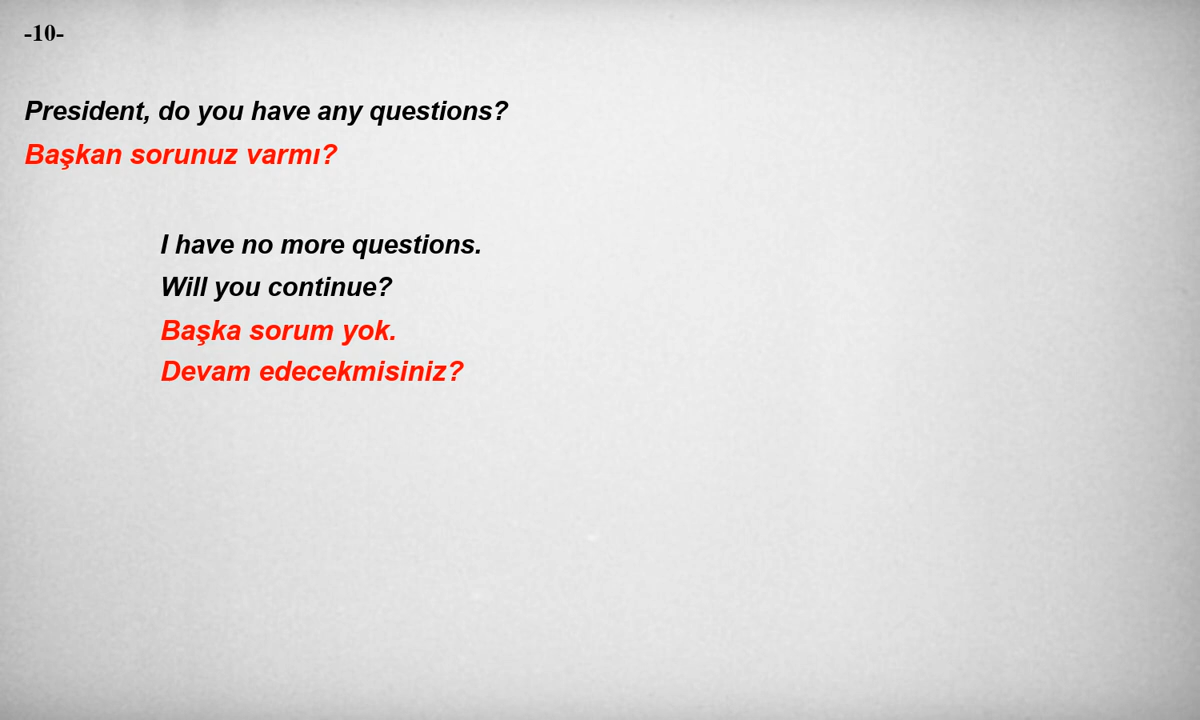 -10-
President, do you have any questions?
Başkan sorunuz varmı?
I have no more questions.
Will you continue?
Başka sorum yok.
Devam edecekmisiniz?